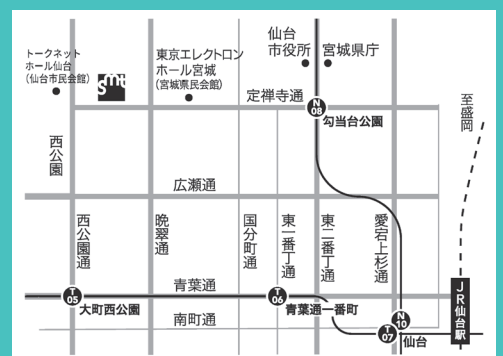 仙台
市役所
宮城県庁
トークネット
ホール仙台
(仙台市民会館)
smt
東京エレクトロン
ホール宮城
(宮城県民会館)
定禅寺通
N
08
勾当台公園
至盛岡
西公園
広瀬通
西公園通
晩翠通
国分町通
東一番丁通
東二番丁通
愛宕上杉通
青葉通
T
05
大町西公園
T
06
青葉通一番町
南町通
N
10
T
07
仙台
JR仙台駅